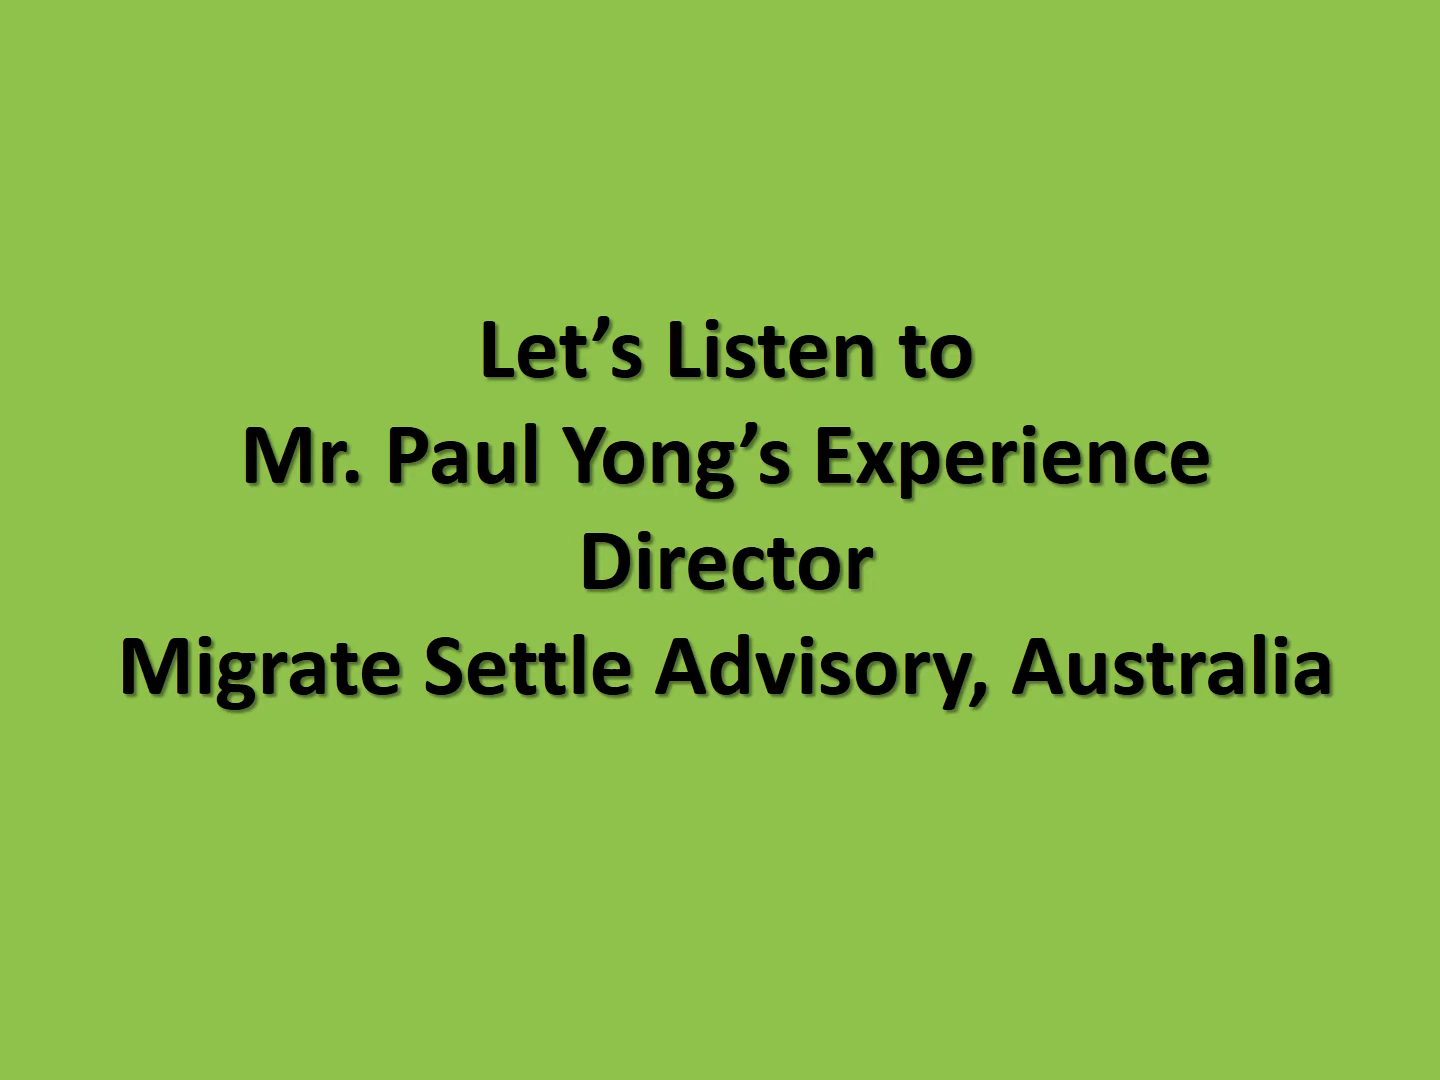 Let’s Listen to
Mr. Paul Yong’s Experience
Director
Migrate Settle Advisory, Australia